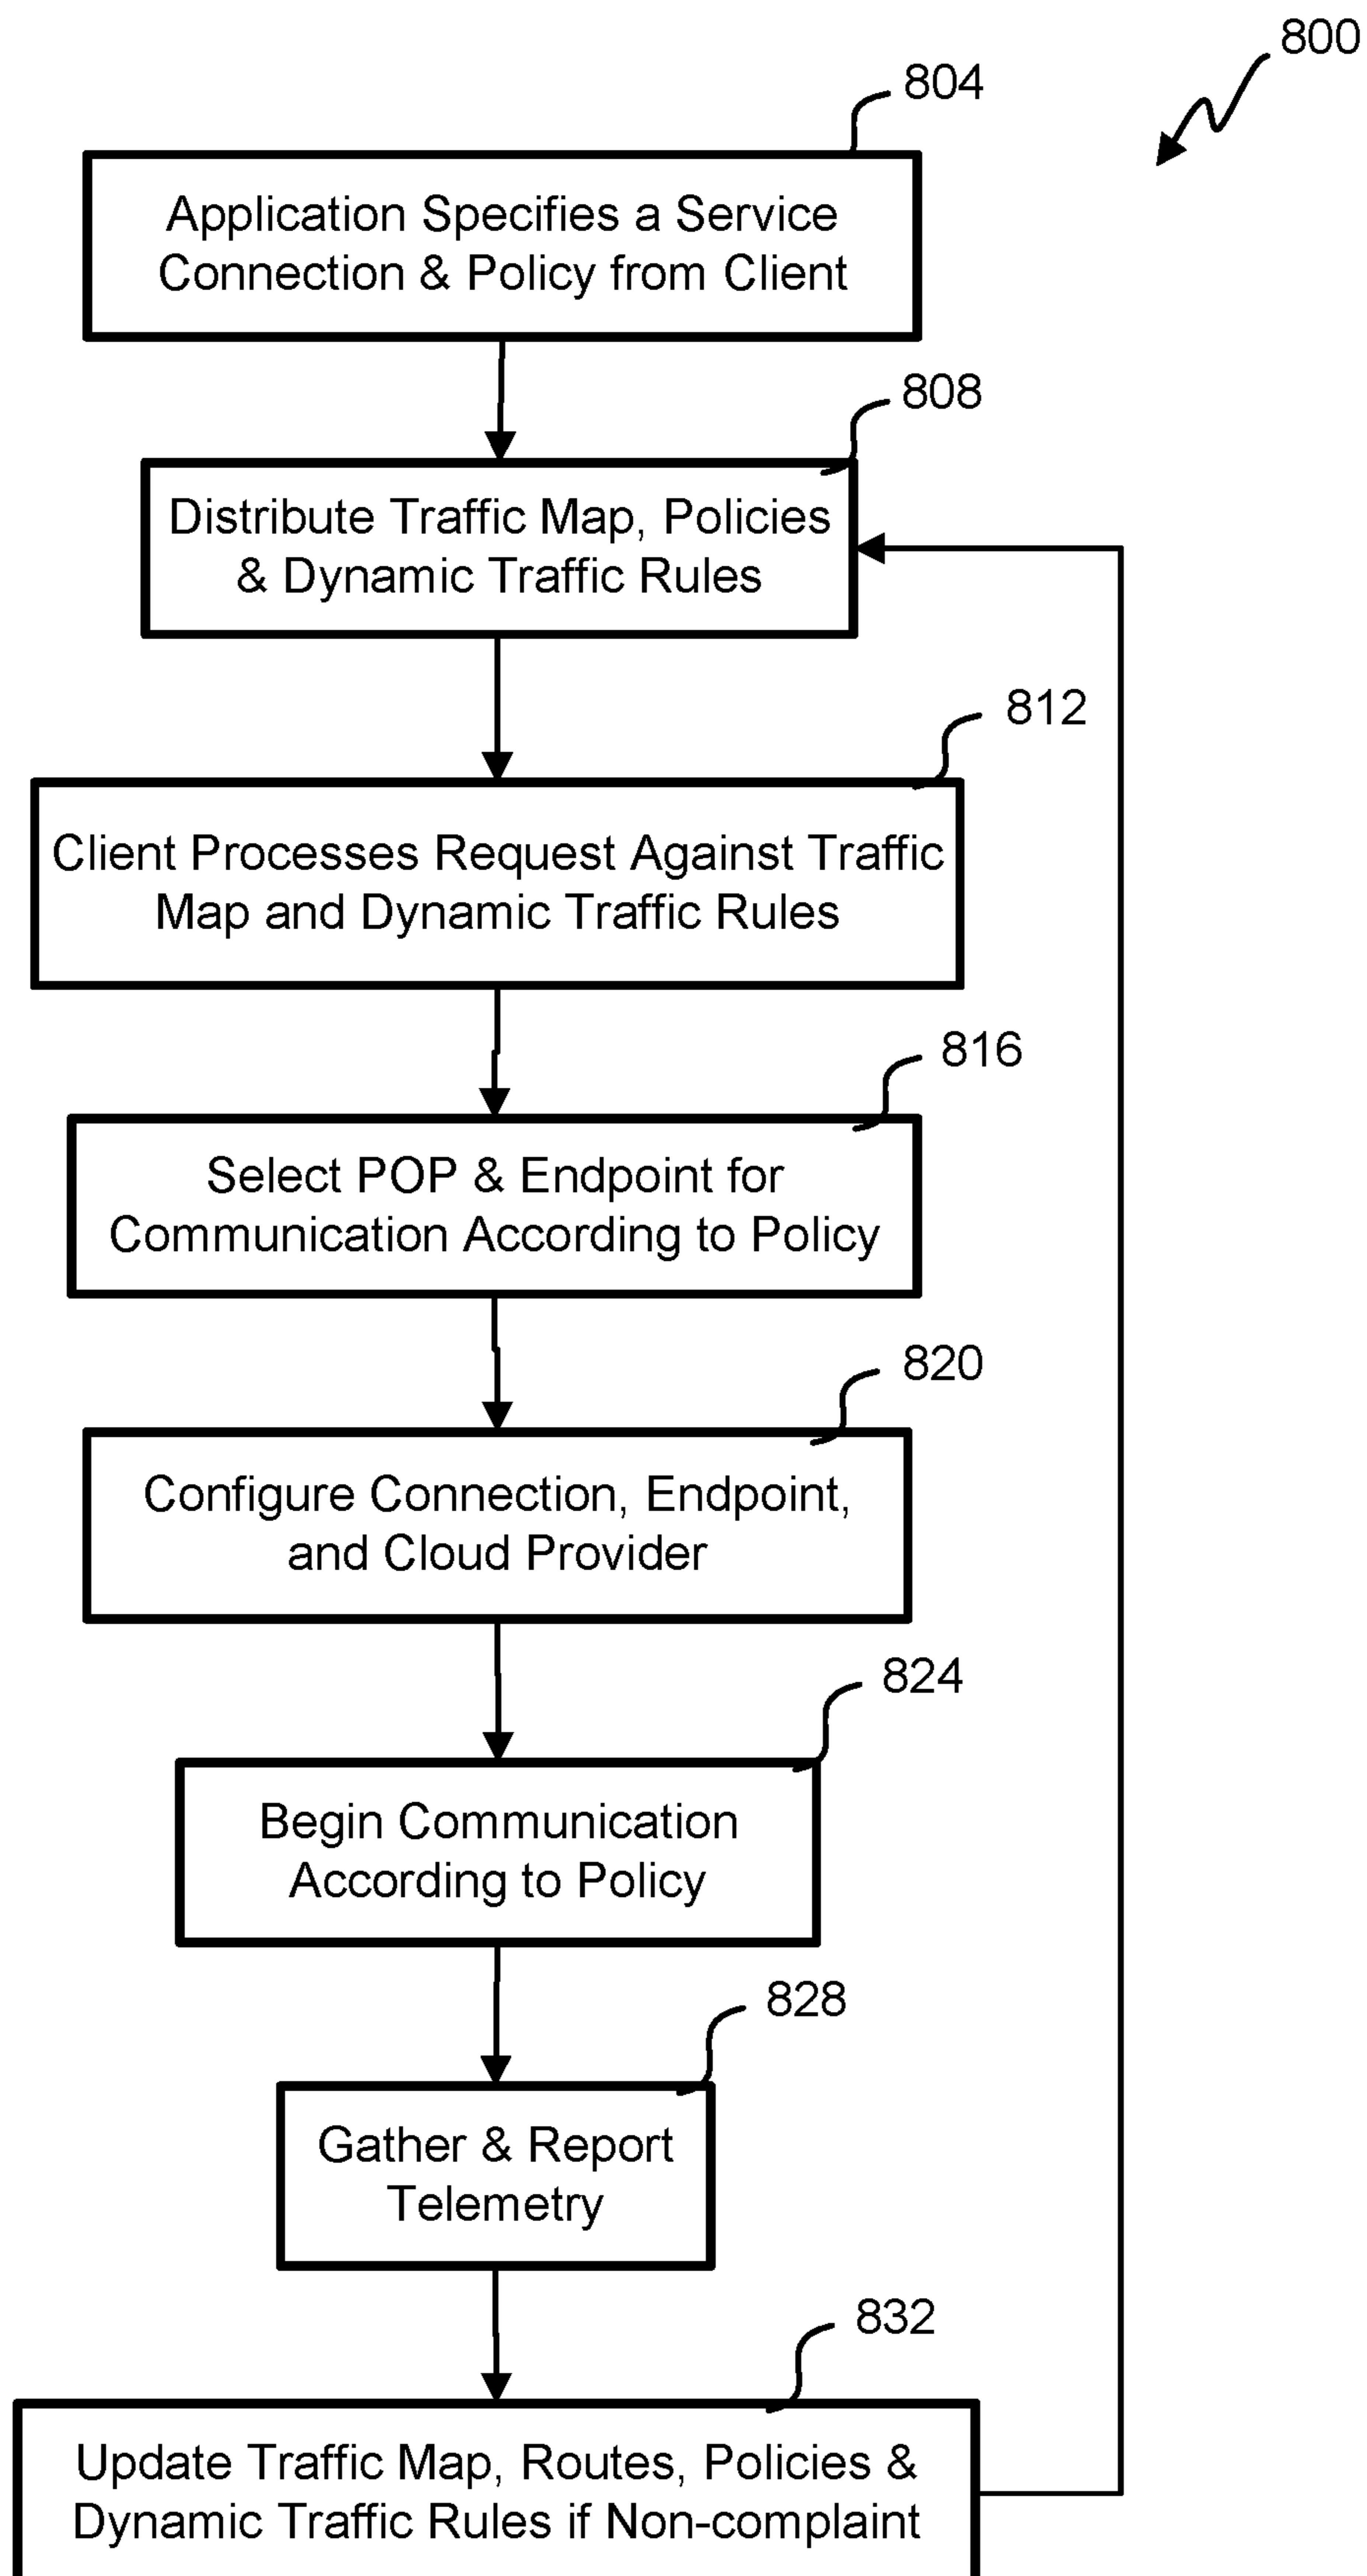 800
804
Application Specifies a Service
Connection & Policy from Client
808
Distribute Traffic Map, Policies
& Dynamic Traffic Rules
812
Client Processes Request Against Traffic
Map and Dynamic Traffic Rules
816
Select POP & Endpoint for
Communication According to Policy
820
Configure Connection, Endpoint,
and Cloud Provider
824
Begin Communication
According to Policy
828
Gather & Report
Telemetry
832
Update Traffic Map, Routes, Policies &
Dynamic Traffic Rules if Non-complaint